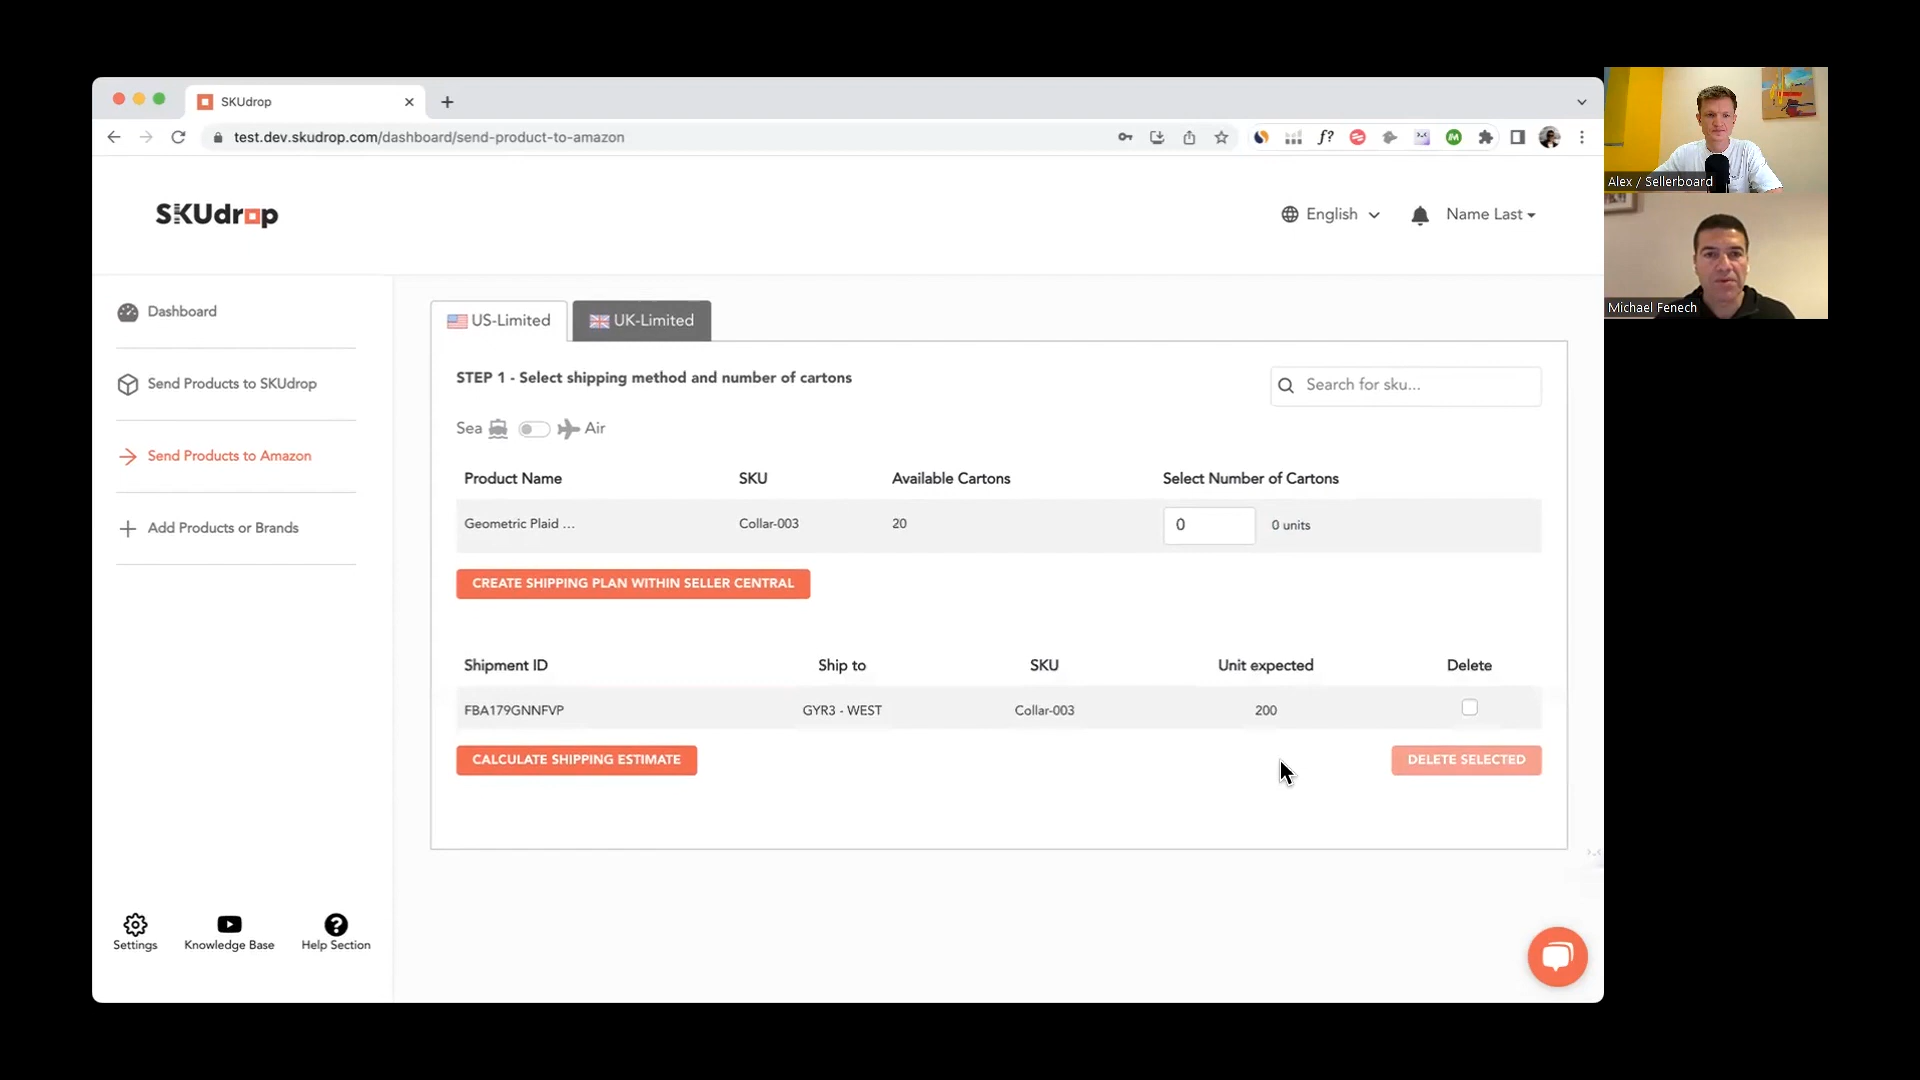 SKUdrop
test.dev.skudrop.com/dashboard/send-product-to-amazon
f?
Alex / Sellerboard
Michael Fenech
SKUdrop
English
Name Last
Dashboard
Send Products to SKUdrop
Send Products to Amazon
Add Products or Brands
US-Limited
UK-Limited
STEP 1 - Select shipping method and number of cartons
Search for sku...
Sea Air
Product Name SKU Available Cartons Select Number of Cartons
Geometric Plaid ... Collar-003 20 0 0 units
CREATE SHIPPING PLAN WITHIN SELLER CENTRAL
Shipment ID Ship to SKU Unit expected Delete
FBA179GNNFVP GYR3 - WEST Collar-003 200
CALCULATE SHIPPING ESTIMATE DELETE SELECTED
Settings Knowledge Base Help Section